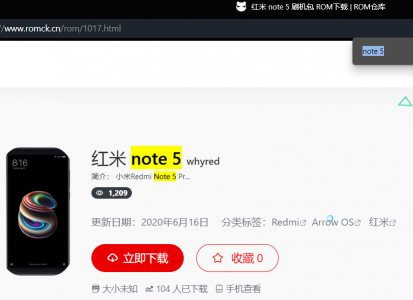 红米 note 5 刷机包 ROM下载 | ROM仓库
//www.romck.cn/rom/1017.html
note 5
8:16
红米 note 5 whyred
简介: 小米Redmi Note 5 Pr...
1,209
更新日期: 2020年6月16日 分类标签: Redmi Arrow OS 红米
立即下载 收藏 0
大小未知 104 人已下载 手机查看